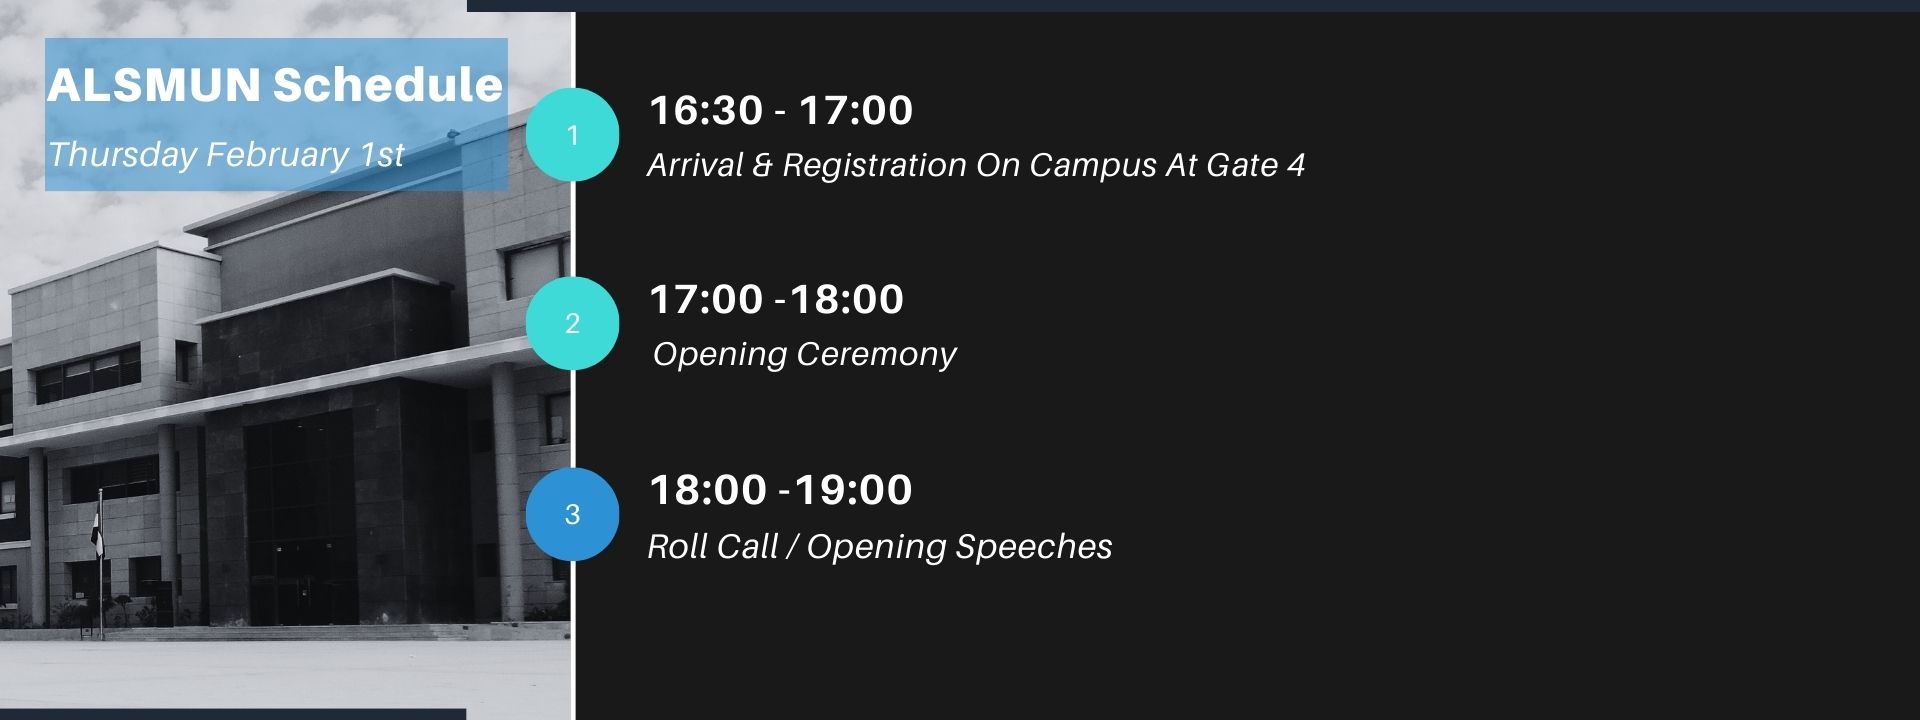 ALSMUN Schedule
Thursday February 1st
1
16:30 - 17:00
Arrival & Registration On Campus At Gate 4
2
17:00 -18:00
Opening Ceremony
3
18:00 -19:00
Roll Call / Opening Speeches